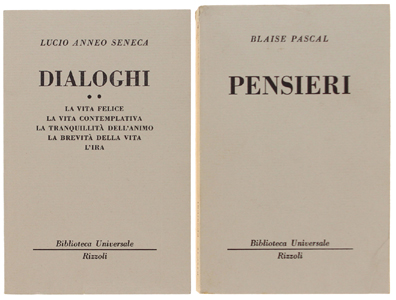 LUCIO ANNEO SENECA
DIALOGHI
• •
LA VITA FELICE
LA VITA CONTEMPLATIVA
LA TRANQUILLITÀ DELL'ANIMO
LA BREVITÀ DELLA VITA
L'IRA
Biblioteca Universale
Rizzoli
BLAISE PASCAL
PENSIERI
Biblioteca Universale
Rizzoli